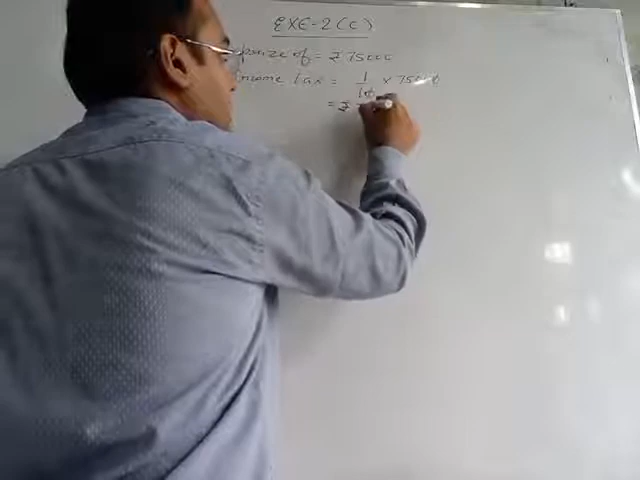 EXE-2(C)
prize of = ₹ 75000
Income tax = 1/10 × 75000
= ₹